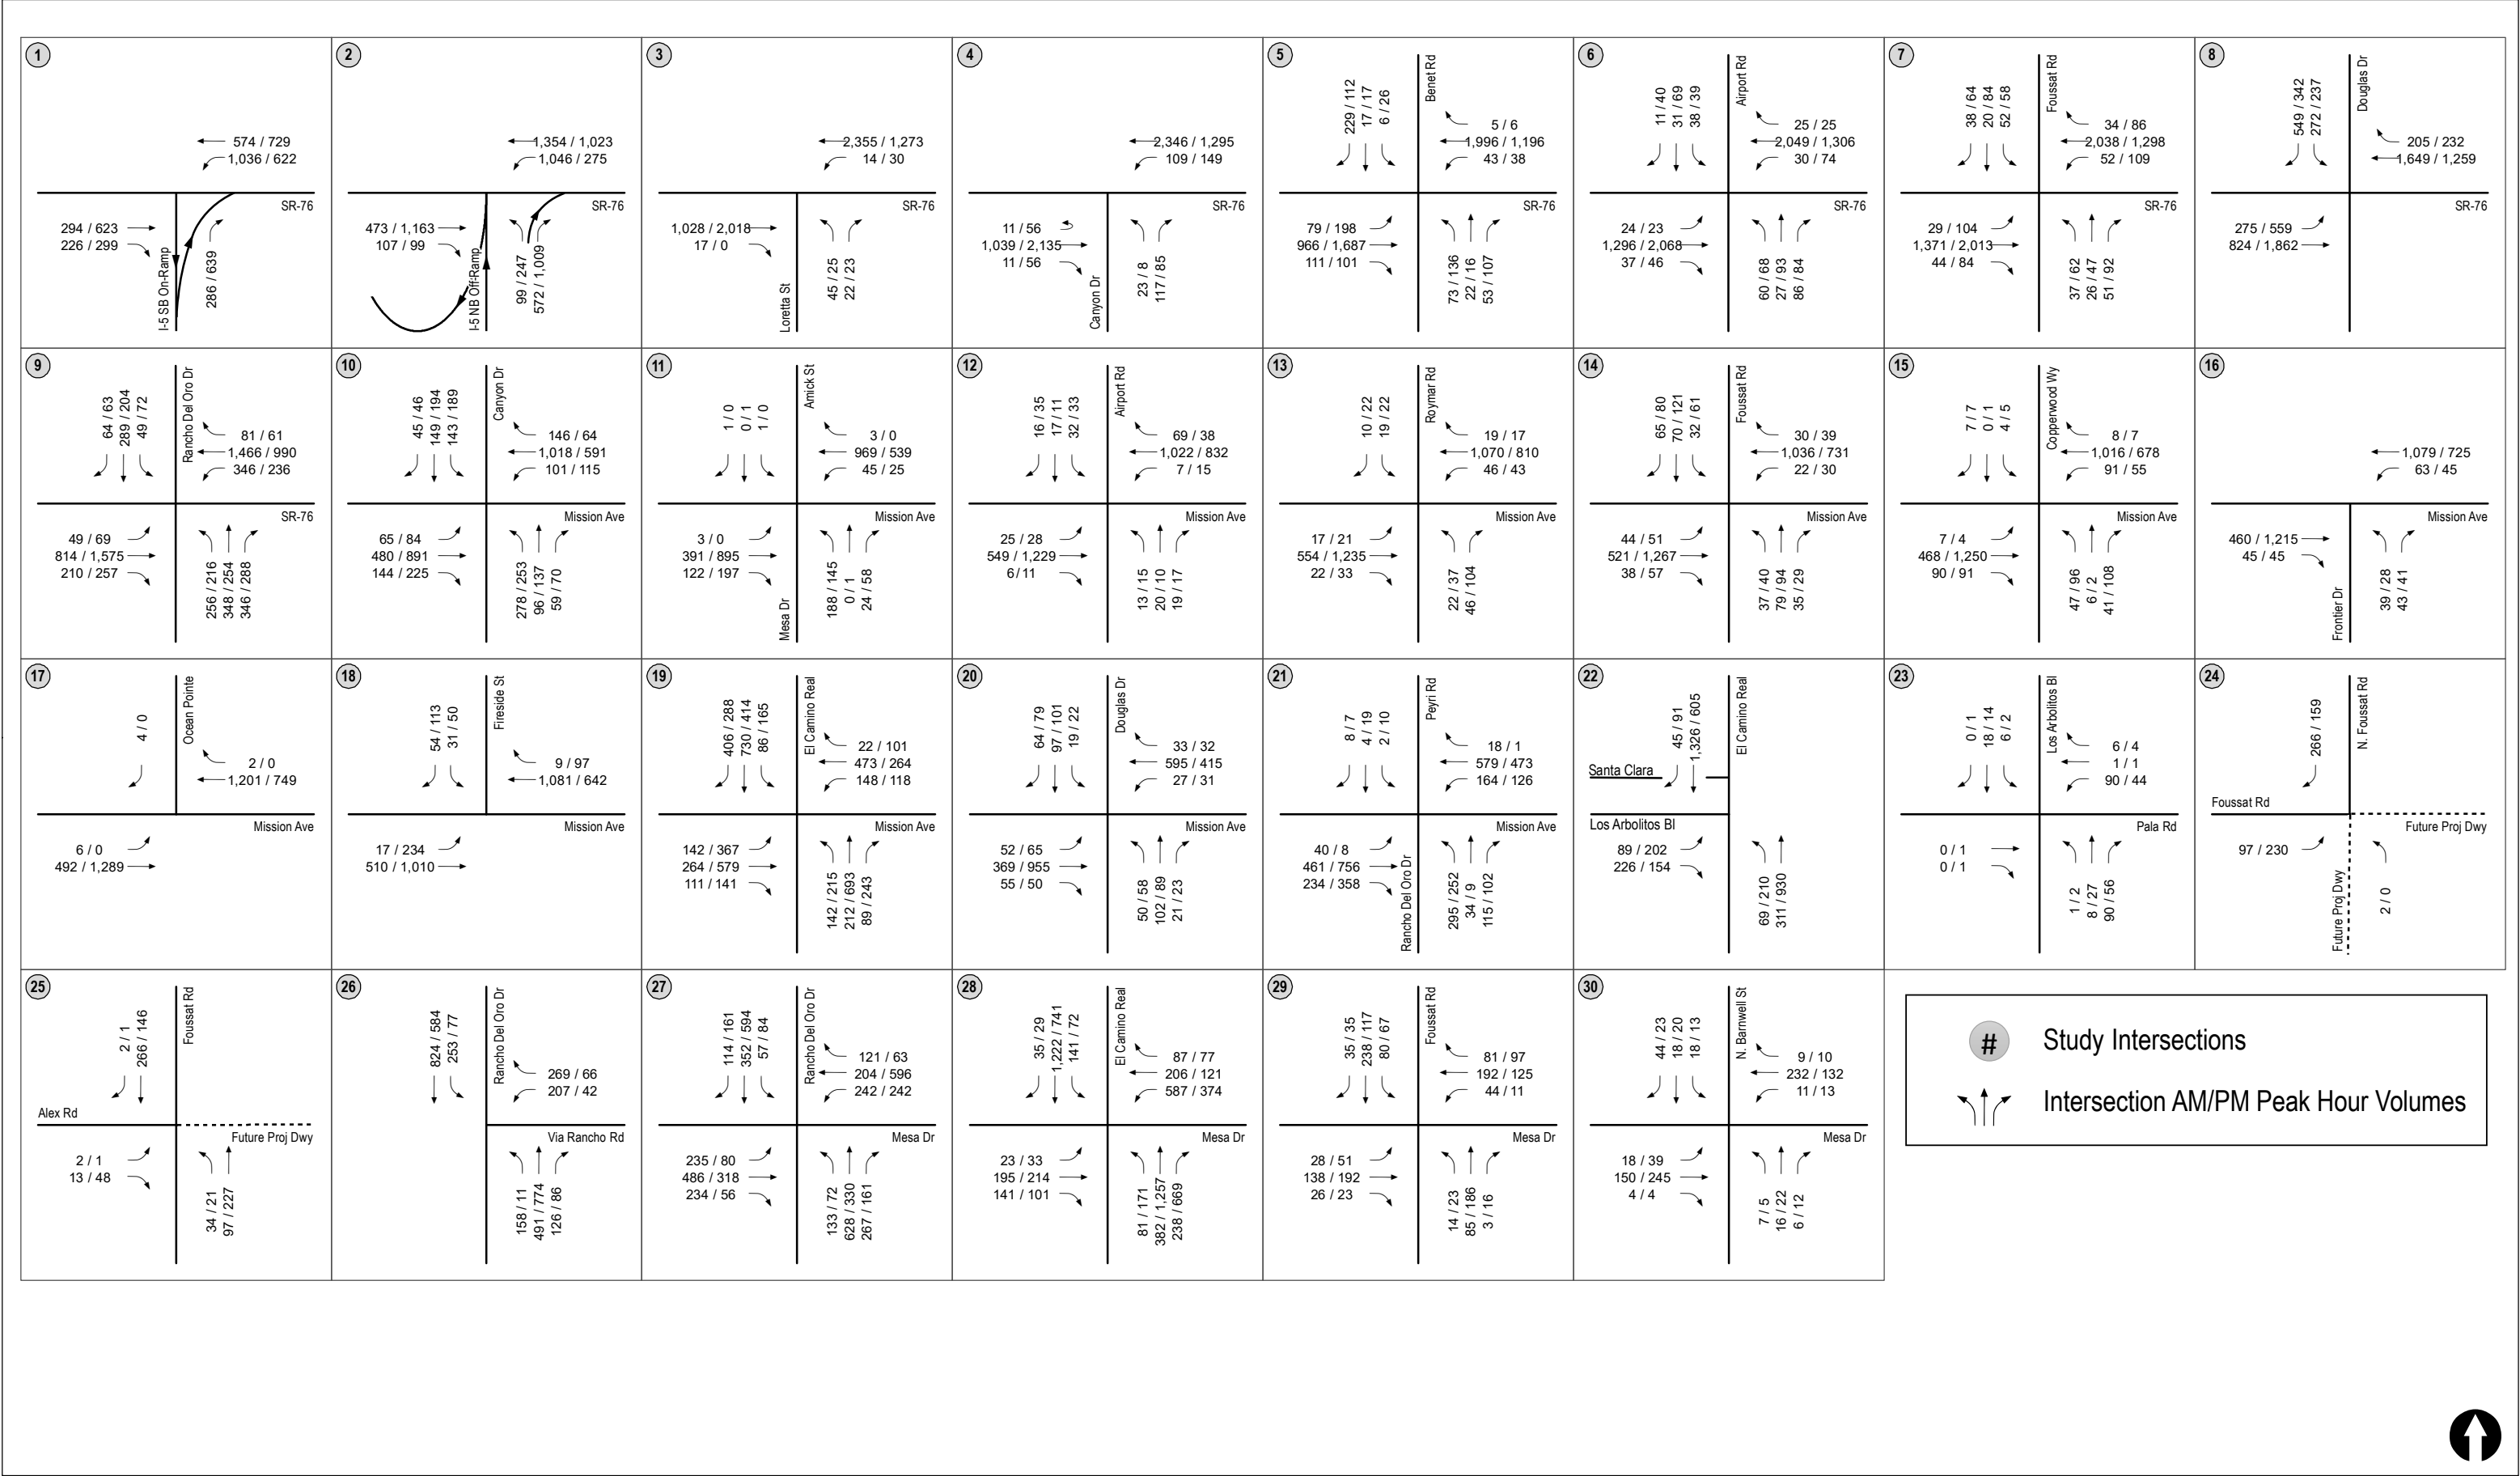 1
574 / 729
1,036 / 622
SR-76
294 / 623
226 / 299
I-5 SB On-Ramp
286 / 639
2
1,354 / 1,023
1,046 / 275
SR-76
473 / 1,163
107 / 99
I-5 NB Off-Ramp
99 / 247
572 / 1,009
3
2,355 / 1,273
14 / 30
SR-76
1,028 / 2,018
17 / 0
Loretta St
45 / 25
22 / 23
4
2,346 / 1,295
109 / 149
SR-76
11 / 56
1,039 / 2,135
11 / 56
Canyon Dr
23 / 8
117 / 85
5
229 / 112
17 / 17
6 / 26
Benet Rd
5 / 6
1,996 / 1,196
43 / 38
SR-76
79 / 198
966 / 1,687
111 / 101
73 / 136
22 / 16
53 / 107
6
11 / 40
31 / 69
38 / 39
Airport Rd
25 / 25
2,049 / 1,306
30 / 74
SR-76
24 / 23
1,296 / 2,068
37 / 46
60 / 68
27 / 93
86 / 84
7
38 / 64
20 / 84
52 / 58
Foussat Rd
34 / 86
2,038 / 1,298
52 / 109
SR-76
29 / 104
1,371 / 2,013
44 / 84
37 / 62
26 / 47
51 / 92
8
549 / 342
272 / 237
Douglas Dr
205 / 232
1,649 / 1,259
SR-76
275 / 559
824 / 1,862
9
64 / 63
289 / 204
49 / 72
Rancho Del Oro Dr
81 / 61
1,466 / 990
346 / 236
SR-76
49 / 69
814 / 1,575
210 / 257
256 / 216
348 / 254
346 / 288
10
45 / 46
149 / 194
143 / 189
Canyon Dr
146 / 64
1,018 / 591
101 / 115
Mission Ave
65 / 84
480 / 891
144 / 225
278 / 253
96 / 137
59 / 70
11
1 / 0
0 / 1
1 / 0
Amick St
3 / 0
969 / 539
45 / 25
Mission Ave
3 / 0
391 / 895
122 / 197
Mesa Dr
188 / 145
0 / 1
24 / 58
12
16 / 35
17 / 11
32 / 33
Airport Rd
69 / 38
1,022 / 832
7 / 15
Mission Ave
25 / 28
549 / 1,229
6/ 11
13 / 15
20 / 10
19 / 17
13
10 / 22
19 / 22
Roymar Rd
19 / 17
1,070 / 810
46 / 43
Mission Ave
17 / 21
554 / 1,235
22 / 33
22 / 37
46 / 104
14
65 / 80
70 / 121
32 / 61
Foussat Rd
30 / 39
1,036 / 731
22 / 30
Mission Ave
44 / 51
521 / 1,267
38 / 57
37 / 40
79 / 94
35 / 29
15
7 / 7
0 / 1
4 / 5
Copperwood Wy
8 / 7
1,016 / 678
91 / 55
Mission Ave
7 / 4
468 / 1,250
90 / 91
47 / 96
6 / 2
41 / 108
16
1,079 / 725
63 / 45
Mission Ave
460 / 1,215
45 / 45
Frontier Dr
39 / 28
43 / 41
17
4 / 0
Ocean Pointe
2 / 0
1,201 / 749
Mission Ave
6 / 0
492 / 1,289
18
54 / 113
31 / 50
Fireside St
9 / 97
1,081 / 642
Mission Ave
17 / 234
510 / 1,010
19
406 / 288
730 / 414
86 / 165
El Camino Real
22 / 101
473 / 264
148 / 118
Mission Ave
142 / 367
264 / 579
111 / 141
142 / 215
212 / 693
89 / 243
20
64 / 79
97 / 101
19 / 22
Douglas Dr
33 / 32
595 / 415
27 / 31
Mission Ave
52 / 65
369 / 955
55 / 50
50 / 58
102 / 89
21 / 23
21
8 / 7
4 / 19
2 / 10
Peyri Rd
18 / 1
579 / 473
164 / 126
Mission Ave
40 / 8
461 / 756
234 / 358
Rancho Del Oro Dr
295 / 252
34 / 9
115 / 102
22
45 / 91
1,326 / 605
El Camino Real
Santa Clara
Los Arbolitos Bl
89 / 202
226 / 154
69 / 210
311 / 930
23
0 / 1
18 / 14
6 / 2
Los Arbolitos Bl
6 / 4
1 / 1
90 / 44
Pala Rd
0 / 1
0 / 1
1 / 2
8 / 27
90 / 56
24
266 / 159
N. Foussat Rd
Foussat Rd
Future Proj Dwy
97 / 230
Future Proj Dwy
2 / 0
25
2 / 1
266 / 146
Foussat Rd
Alex Rd
Future Proj Dwy
2 / 1
13 / 48
34 / 21
97 / 227
26
824 / 584
253 / 77
Rancho Del Oro Dr
269 / 66
207 / 42
Via Rancho Rd
158 / 11
491 / 774
126 / 86
27
114 / 161
352 / 594
57 / 84
Rancho Del Oro Dr
121 / 63
204 / 596
242 / 242
Mesa Dr
235 / 80
486 / 318
234 / 56
133 / 72
628 / 330
267 / 161
28
35 / 29
1,222 / 741
141 / 72
El Camino Real
87 / 77
206 / 121
587 / 374
Mesa Dr
23 / 33
195 / 214
141 / 101
81 / 171
382 / 1,257
238 / 669
29
35 / 35
238 / 117
80 / 67
Foussat Rd
81 / 97
192 / 125
44 / 11
Mesa Dr
28 / 51
138 / 192
26 / 23
14 / 23
85 / 186
3 / 16
30
44 / 23
18 / 20
18 / 13
N. Barnwell St
9 / 10
232 / 132
11 / 13
Mesa Dr
18 / 39
150 / 245
4 / 4
7 / 5
16 / 22
6 / 12
# Study Intersections
Intersection AM/PM Peak Hour Volumes